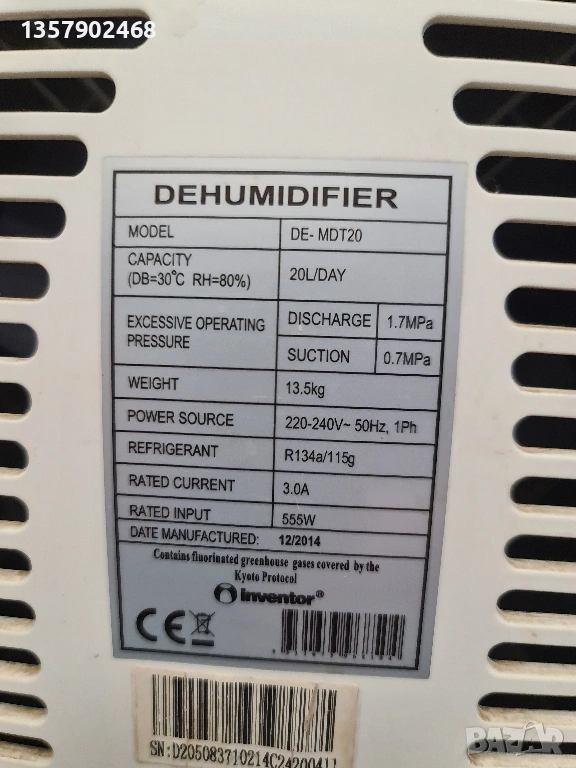 1357902468
DEHUMIDIFIER
MODEL DE- MDT20
CAPACITY
(DB=30°C RH=80%) 20L/DAY
EXCESSIVE OPERATING
PRESSURE
DISCHARGE 1.7MPa
SUCTION 0.7MPa
WEIGHT 13.5kg
POWER SOURCE 220-240V~ 50Hz, 1Ph
REFRIGERANT R134a/115g
RATED CURRENT 3.0A
RATED INPUT 555W
DATE MANUFACTURED: 12/2014
Contains fluorinated greenhouse gases covered by the
Kyoto Protocol
inventor®
CE
BAZAR